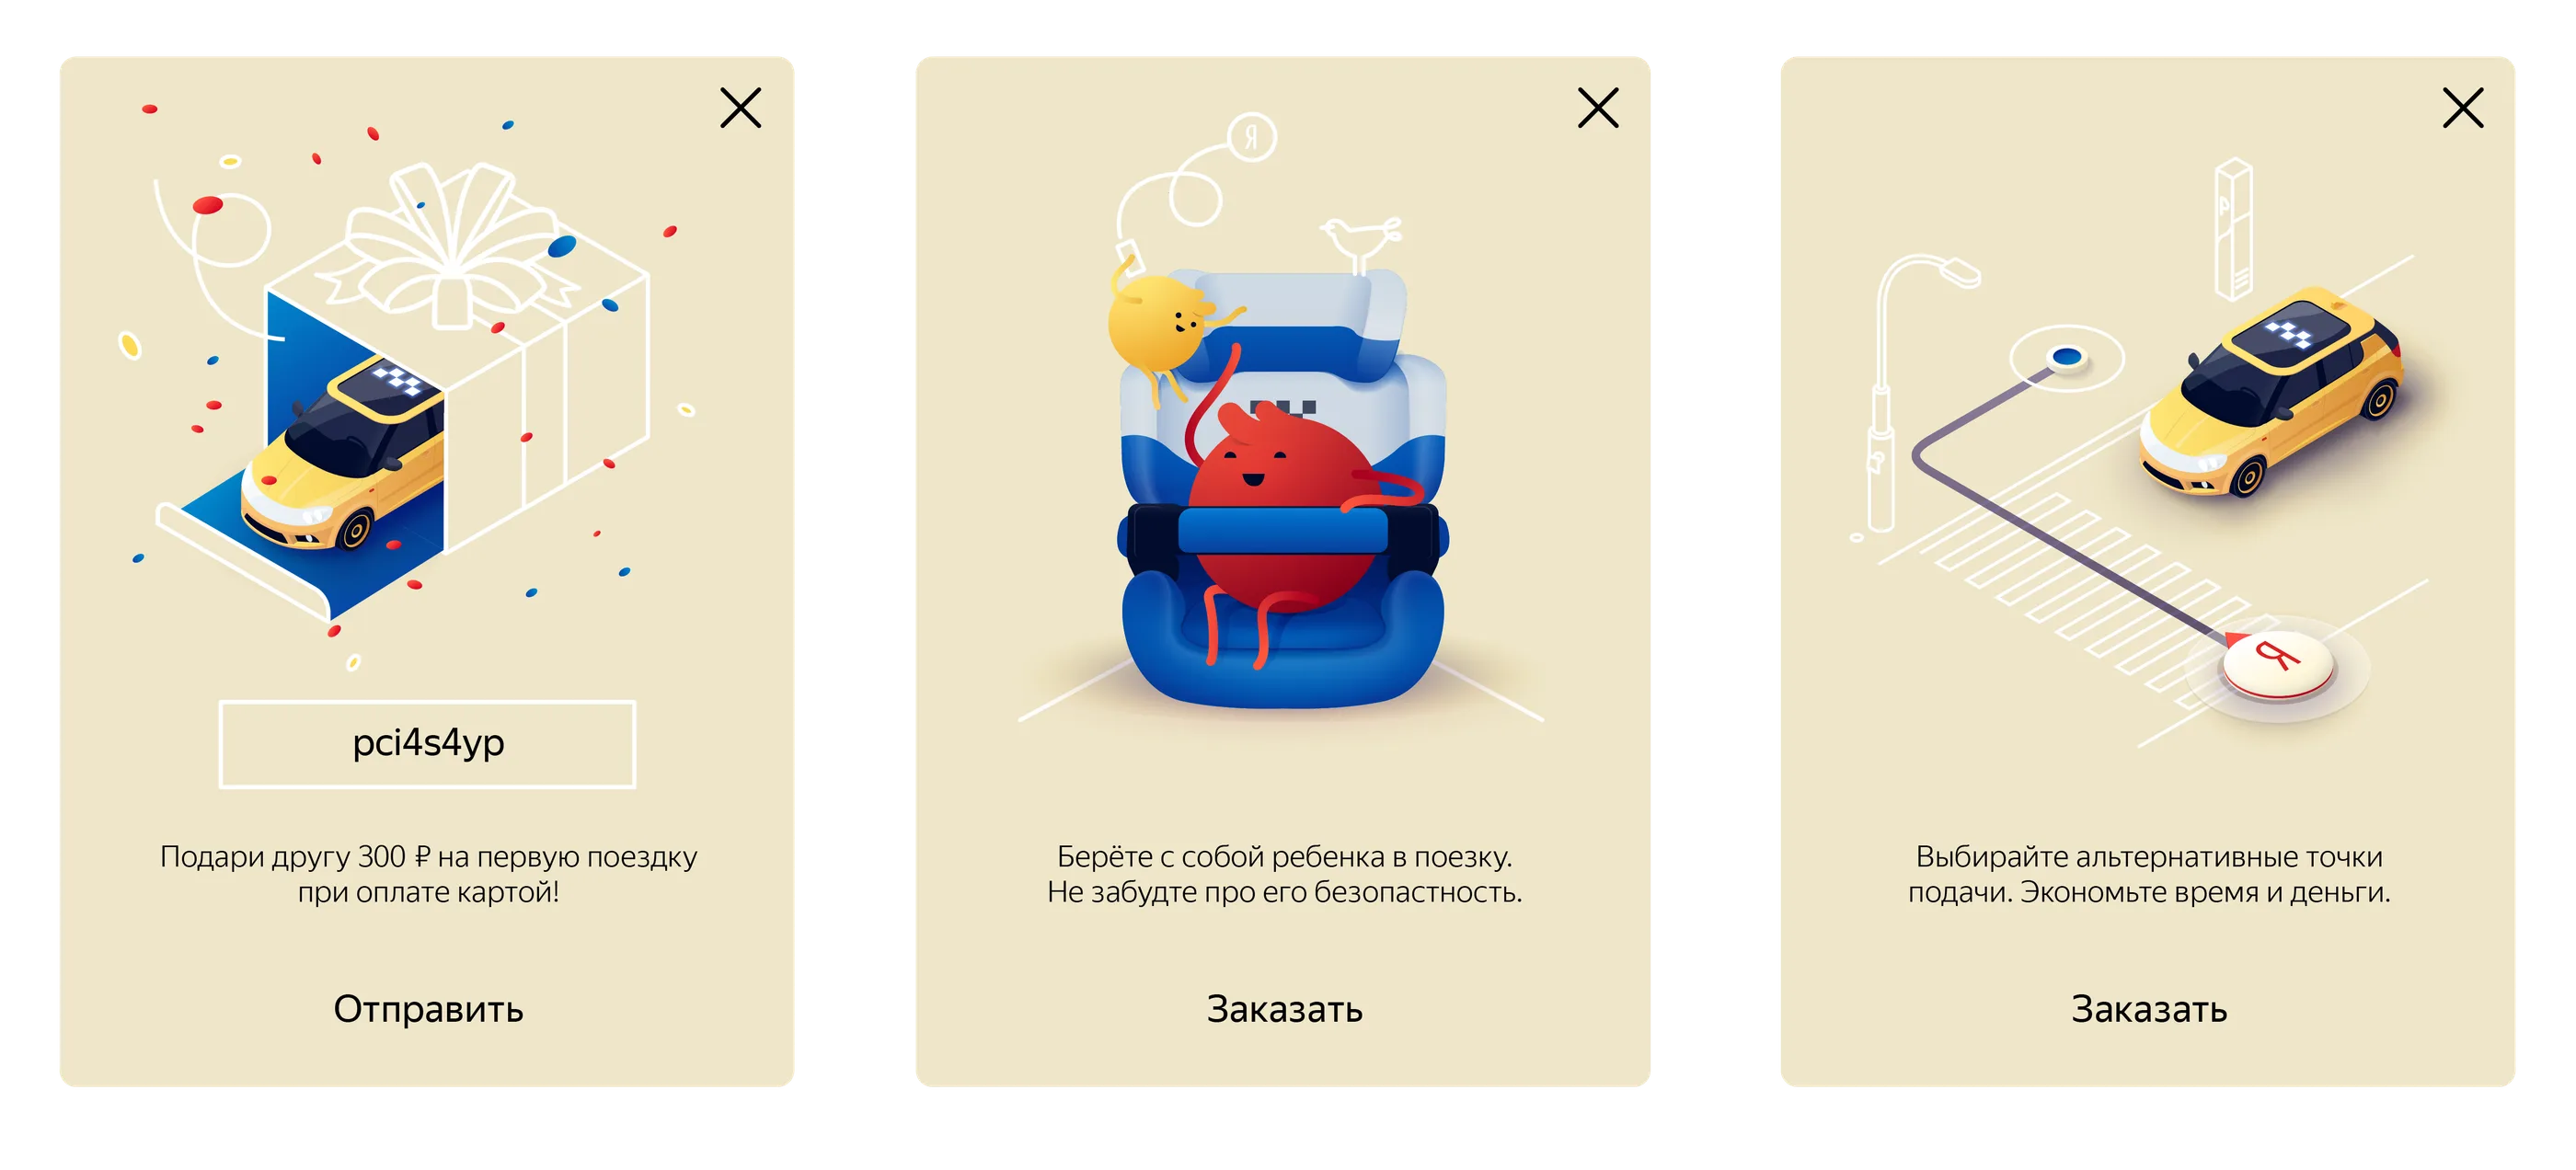 pci4s4yp
Подари другу 300 ₽ на первую поездку
при оплате картой!
Отправить
Я
Берёте с собой ребенка в поезку.
Не забудте про его безопастность.
Заказать
Я
Выбирайте альтернативные точки
подачи. Экономьте время и деньги.
Заказать